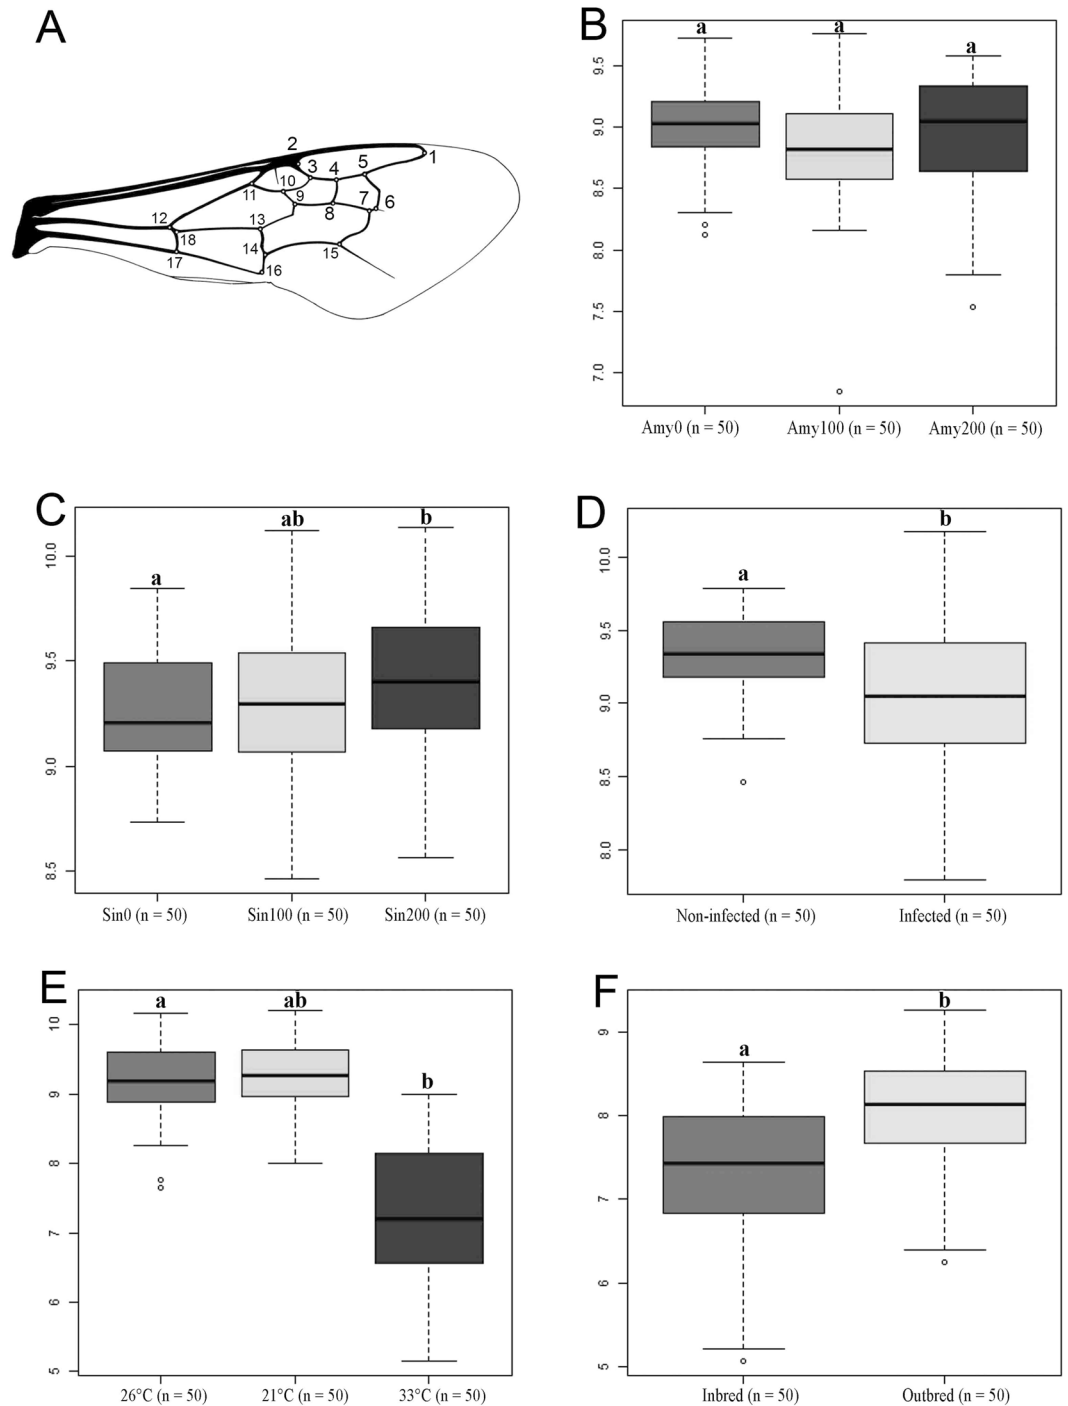 A
2
1
3
4
5
10
11
9
8
7
6
12
13
18
14
15
17
16
B
a
a
a
9.5
9.0
8.5
8.0
7.5
7.0
Amy0 (n = 50)
Amy100 (n = 50)
Amy200 (n = 50)
C
a
ab
b
10.0
9.5
9.0
8.5
Sin0 (n = 50)
Sin100 (n = 50)
Sin200 (n = 50)
D
a
b
10.0
9.5
9.0
8.5
8.0
Non-infected (n = 50)
Infected (n = 50)
E
a
ab
b
10
9
8
7
6
5
26°C (n = 50)
21°C (n = 50)
33°C (n = 50)
F
a
b
9
8
7
6
5
Inbred (n = 50)
Outbred (n = 50)